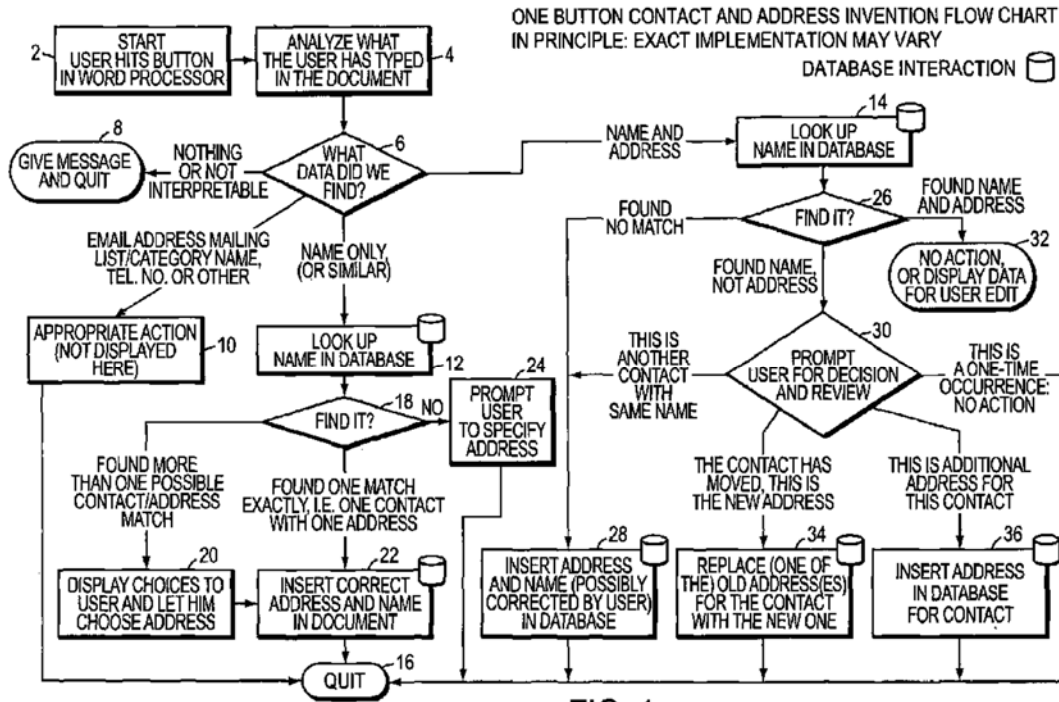 ONE BUTTON CONTACT AND ADDRESS INVENTION FLOW CHART
IN PRINCIPLE: EXACT IMPLEMENTATION MAY VARY
DATABASE INTERACTION
2
START
USER HITS BUTTON
IN WORD PROCESSOR
ANALYZE WHAT
THE USER HAS TYPED
IN THE DOCUMENT
4
6
WHAT
DATA DID WE
FIND?
8
GIVE MESSAGE
AND QUIT
NOTHING
OR NOT
INTERPRETABLE
EMAIL ADDRESS MAILING
LIST/CATEGORY NAME,
TEL. NO. OR OTHER
NAME ONLY,
(OR SIMILAR)
NAME AND
ADDRESS
APPROPRIATE ACTION
(NOT DISPLAYED
HERE)
10
LOOK UP
NAME IN DATABASE
12
18
FIND IT?
NO
24
PROMPT
USER
TO SPECIFY
ADDRESS
FOUND MORE
THAN ONE POSSIBLE
CONTACT/ADDRESS
MATCH
FOUND ONE MATCH
EXACTLY, I.E. ONE CONTACT
WITH ONE ADDRESS
20
DISPLAY CHOICES TO
USER AND LET HIM
CHOOSE ADDRESS
22
INSERT CORRECT
ADDRESS AND NAME
IN DOCUMENT
16
QUIT
14
LOOK UP
NAME IN DATABASE
26
FIND IT?
FOUND
NO MATCH
FOUND NAME
AND ADDRESS
32
NO ACTION,
OR DISPLAY DATA
FOR USER EDIT
FOUND NAME,
NOT ADDRESS
30
PROMPT
USER FOR DECISION
AND REVIEW
THIS IS
ANOTHER
CONTACT
WITH
SAME NAME
THIS IS
A ONE-TIME
OCCURRENCE:
NO ACTION
THE CONTACT HAS
MOVED, THIS IS
THE NEW ADDRESS
THIS IS ADDITIONAL
ADDRESS FOR
THIS CONTACT
28
INSERT ADDRESS
AND NAME (POSSIBLY
CORRECTED BY USER)
IN DATABASE
34
REPLACE (ONE OF
THE) OLD ADDRESS(ES)
FOR THE CONTACT
WITH THE NEW ONE
36
INSERT ADDRESS
IN DATABASE
FOR CONTACT